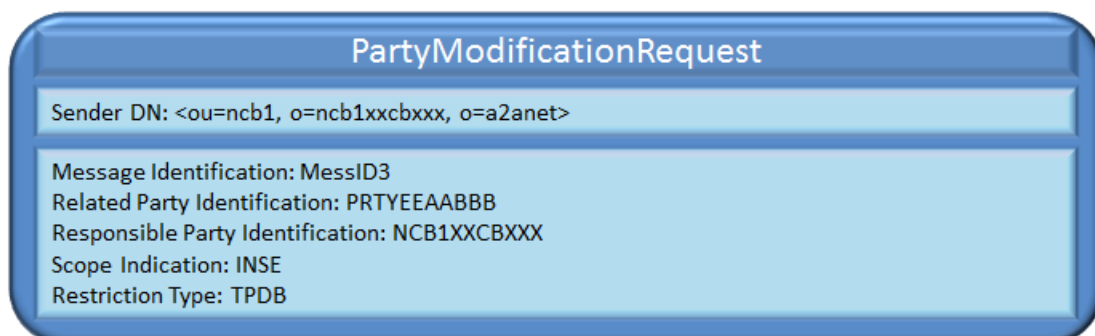 PartyModificationRequest
Sender DN: <ou=ncb1, o=ncb1xxcbxxx, o=a2anet>
Message Identification: MessID3
Related Party Identification: PRTYEEAABBB
Responsible Party Identification: NCB1XXCBXXX
Scope Indication: INSE
Restriction Type: TPDB